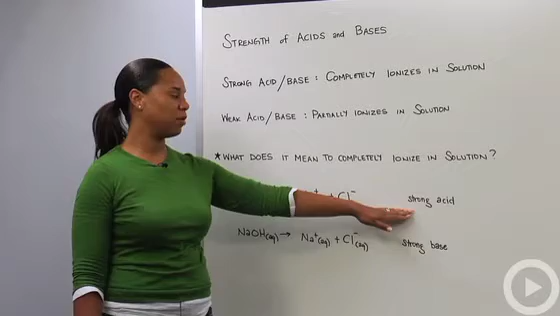 STRENGTH of ACIDS and BASES
STRONG ACID/BASE : COMPLETELY IONIZES IN SOLUTION
WEAK ACID/BASE : PARTIALLY IONIZES IN SOLUTION
★WHAT DOES IT MEAN TO COMPLETELY IONIZE IN SOLUTION?
+ Cl⁻ strong acid
NaOH(aq) → Na⁺(aq) + Cl⁻(aq) strong base